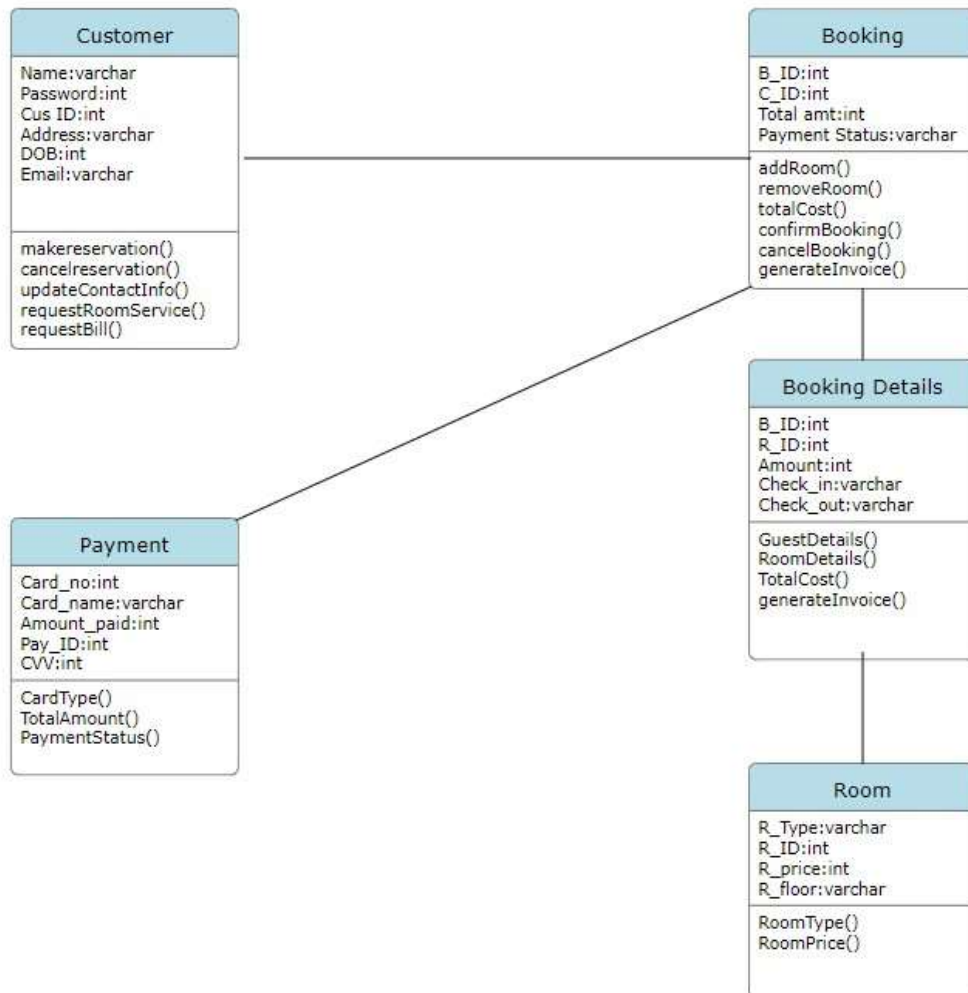 Customer
Name:varchar
Password:int
Cus ID:int
Address:varchar
DOB:int
Email:varchar
makereservation()
cancelreservation()
updateContactInfo()
requestRoomService()
requestBill()
Booking
B_ID:int
C_ID:int
Total amt:int
Payment Status:varchar
addRoom()
removeRoom()
totalCost()
confirmBooking()
cancelBooking()
generateInvoice()
Booking Details
B_ID:int
R_ID:int
Amount:int
Check_in:varchar
Check_out:varchar
GuestDetails()
RoomDetails()
TotalCost()
generateInvoice()
Payment
Card_no:int
Card_name:varchar
Amount_paid:int
Pay_ID:int
CVV:int
CardType()
TotalAmount()
PaymentStatus()
Room
R_Type:varchar
R_ID:int
R_price:int
R_floor:varchar
RoomType()
RoomPrice()